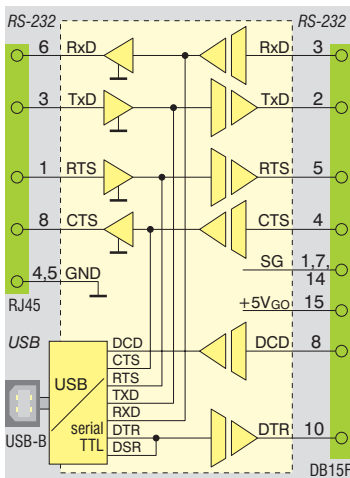 RS-232 RS-232
6 RxD RxD 3
3 TxD TxD 2
1 RTS RTS 5
8 CTS CTS 4
SG 1,7,
14
4,5 GND
+5VGO 15
RJ45
USB DCD DCD 8
CTS
USB RTS
TXD
RXD
USB-B serial DTR DTR 10
TTL DSR
DB15F